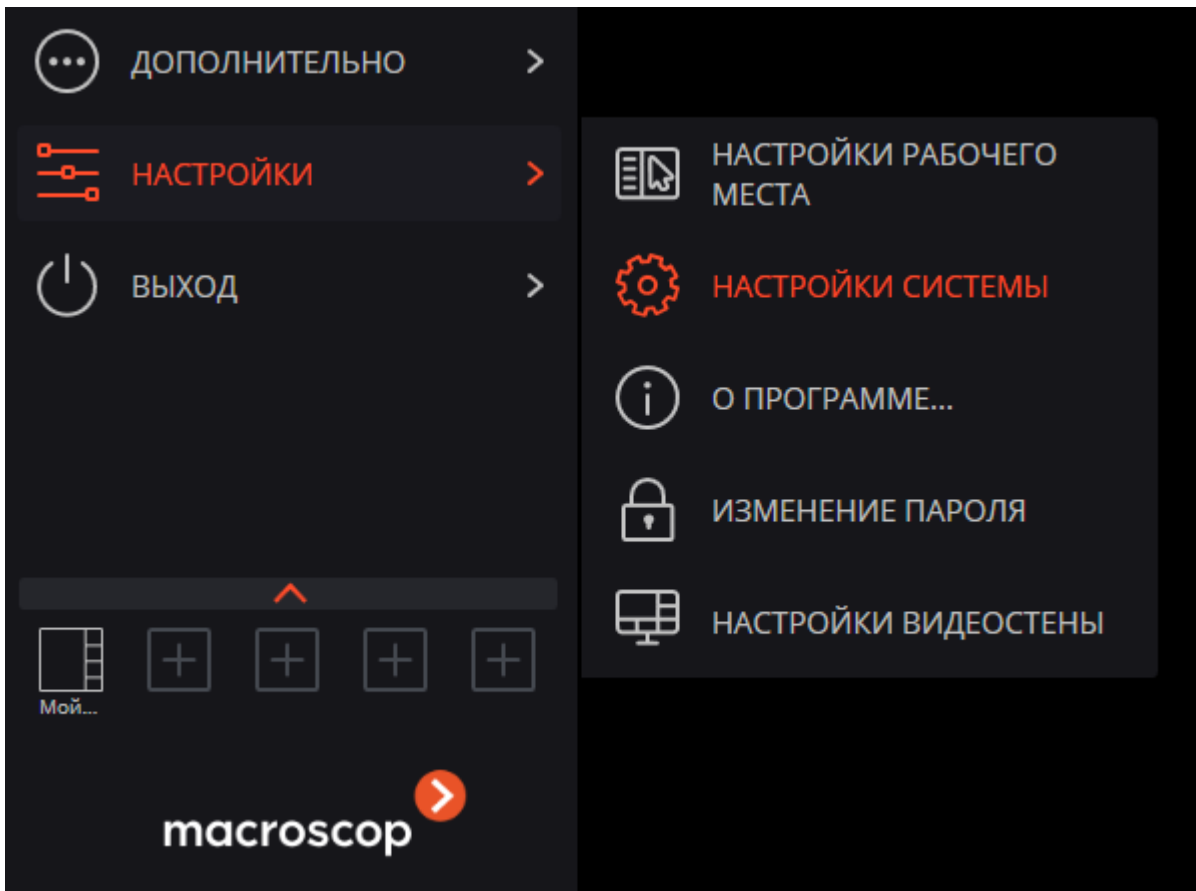 ДОПОЛНИТЕЛЬНО
НАСТРОЙКИ
ВЫХОД
НАСТРОЙКИ РАБОЧЕГО
МЕСТА
НАСТРОЙКИ СИСТЕМЫ
О ПРОГРАММЕ...
ИЗМЕНЕНИЕ ПАРОЛЯ
НАСТРОЙКИ ВИДЕОСТЕНЫ
Мой...
macroscop